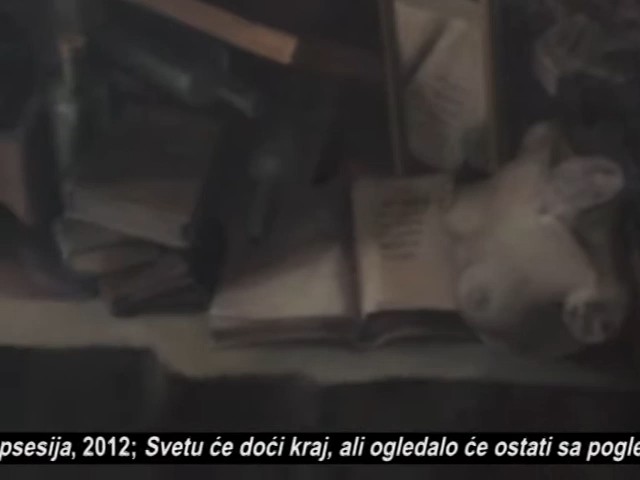 psesija, 2012; Svetu će doći kraj, ali ogledalo će ostati sa pogle